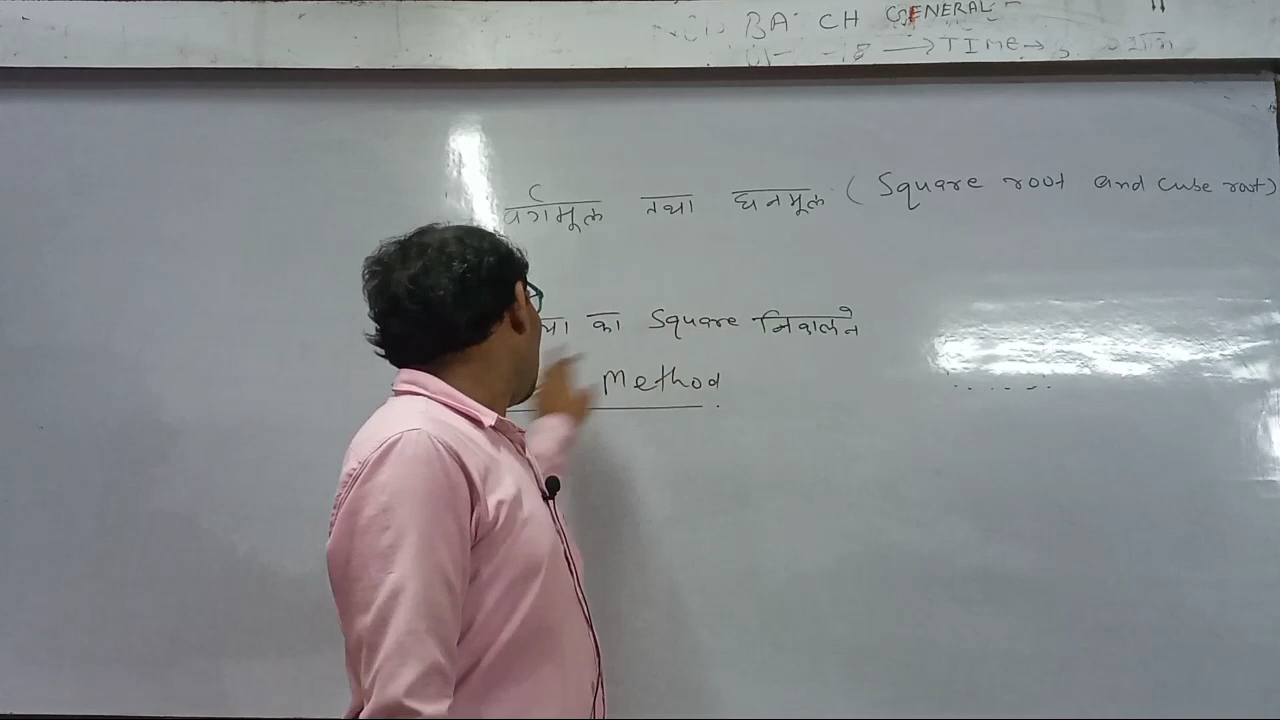 BATCH GENERAL
→ TIME →
वर्गमूल तथा घनमूल (Square root and cube root)
का Square निकालने
Method